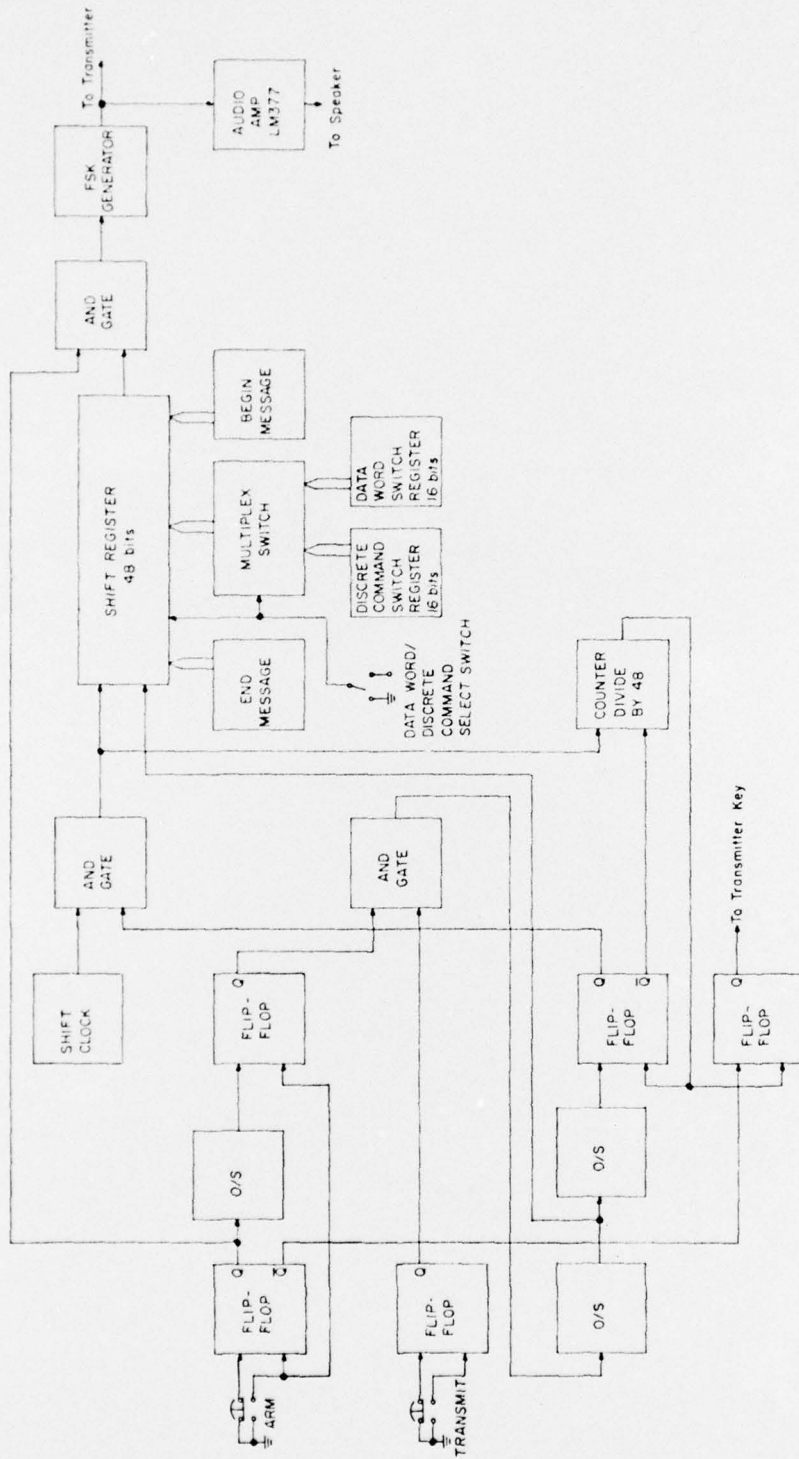 To Transmitter
FSK
GENERATOR
AUDIO
AMP
LM377
To Speaker
AND
GATE
SHIFT REGISTER
48 bits
BEGIN
MESSAGE
MULTIPLEX
SWITCH
END
MESSAGE
DATA
WORD
SWITCH
REGISTER
16 bits
DISCRETE
COMMAND
SWITCH
REGISTER
16 bits
DATA WORD/
DISCRETE
COMMAND
SELECT SWITCH
COUNTER
DIVIDE
BY 48
AND
GATE
AND
GATE
SHIFT
CLOCK
Q
FLIP-
FLOP
Q
Q̅
FLIP-
FLOP
Q
FLIP-
FLOP
To Transmitter Key
O/S
O/S
Q
Q̅
FLIP-
FLOP
Q
FLIP-
FLOP
O/S
ARM
TRANSMIT